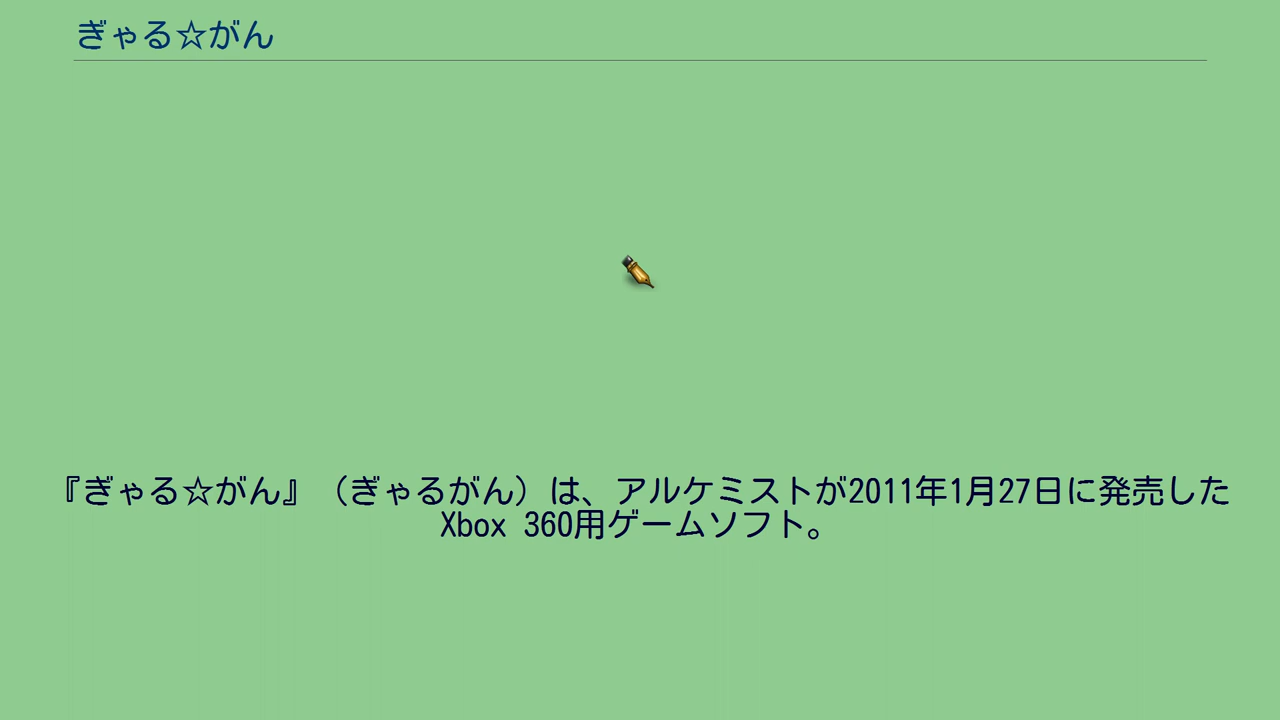 ぎゃる☆がん
『ぎゃる☆がん』（ぎゃるがん）は、アルケミストが2011年1月27日に発売した
Xbox 360用ゲームソフト。